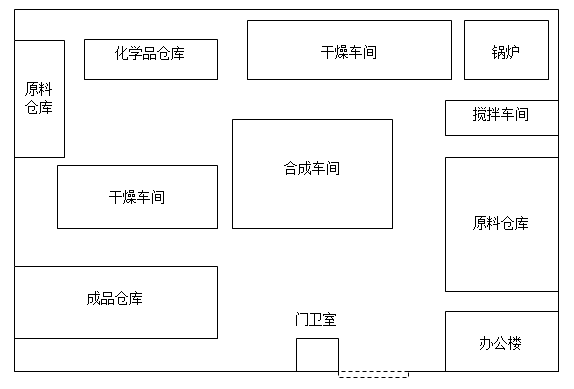 化学品仓库
干燥车间
锅炉
原料
仓库
搅拌车间
合成车间
干燥车间
原料仓库
成品仓库
门卫室
办公楼